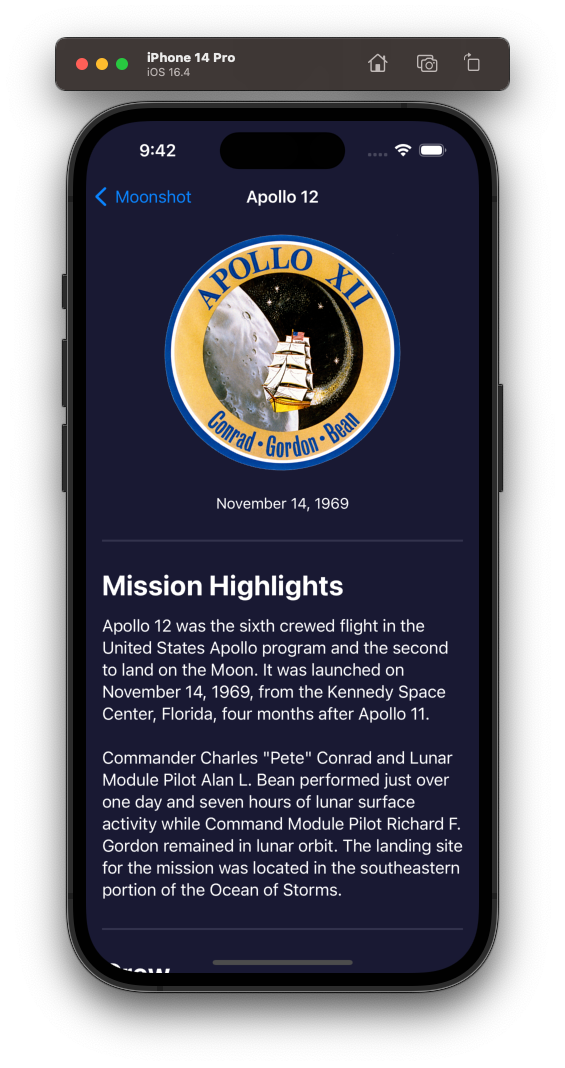 iPhone 14 Pro
iOS 16.4
9:42
Moonshot
Apollo 12
APOLLO XII
Conrad • Gordon • Bean
November 14, 1969
Mission Highlights
Apollo 12 was the sixth crewed flight in the
United States Apollo program and the second
to land on the Moon. It was launched on
November 14, 1969, from the Kennedy Space
Center, Florida, four months after Apollo 11.
Commander Charles "Pete" Conrad and Lunar
Module Pilot Alan L. Bean performed just over
one day and seven hours of lunar surface
activity while Command Module Pilot Richard F.
Gordon remained in lunar orbit. The landing site
for the mission was located in the southeastern
portion of the Ocean of Storms.
Crew